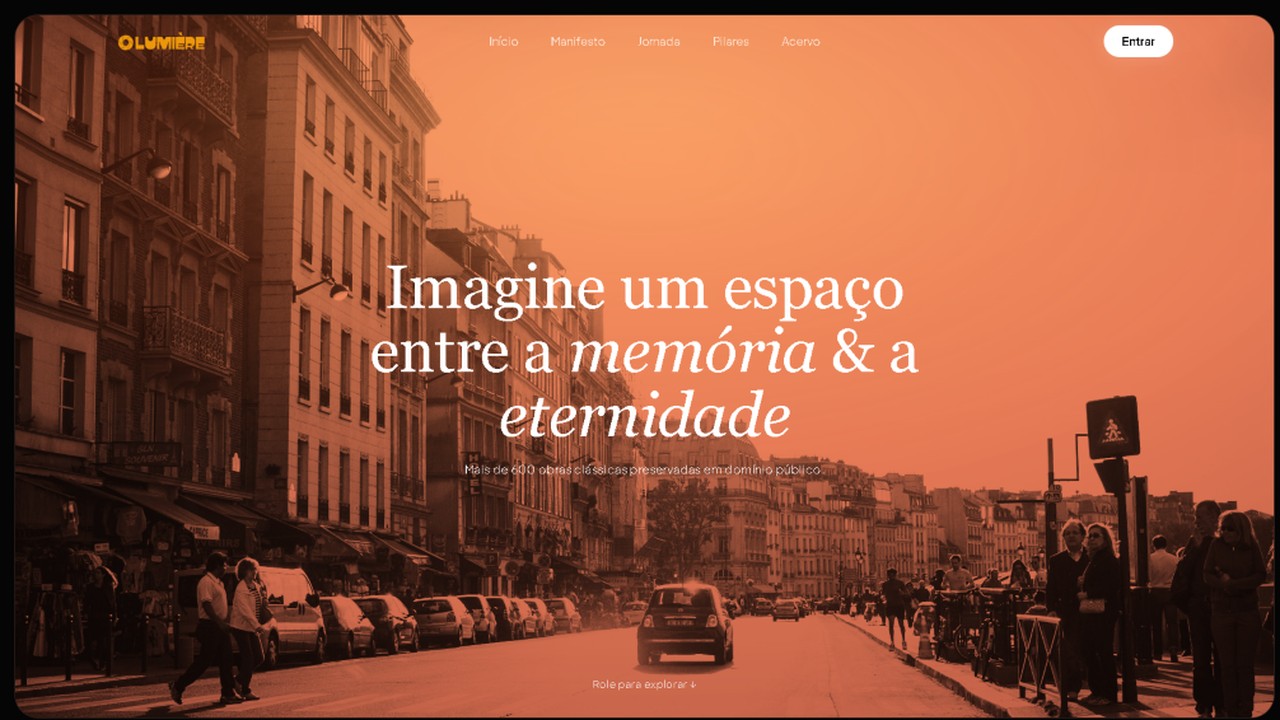 LUMIÈRE
Início Manifesto Jornada Pilares Acervo
Entrar
Imagine um espaço
entre a memória & a
eternidade
Mais de 600 obras clássicas preservadas em domínio público.
Role para explorar ↓